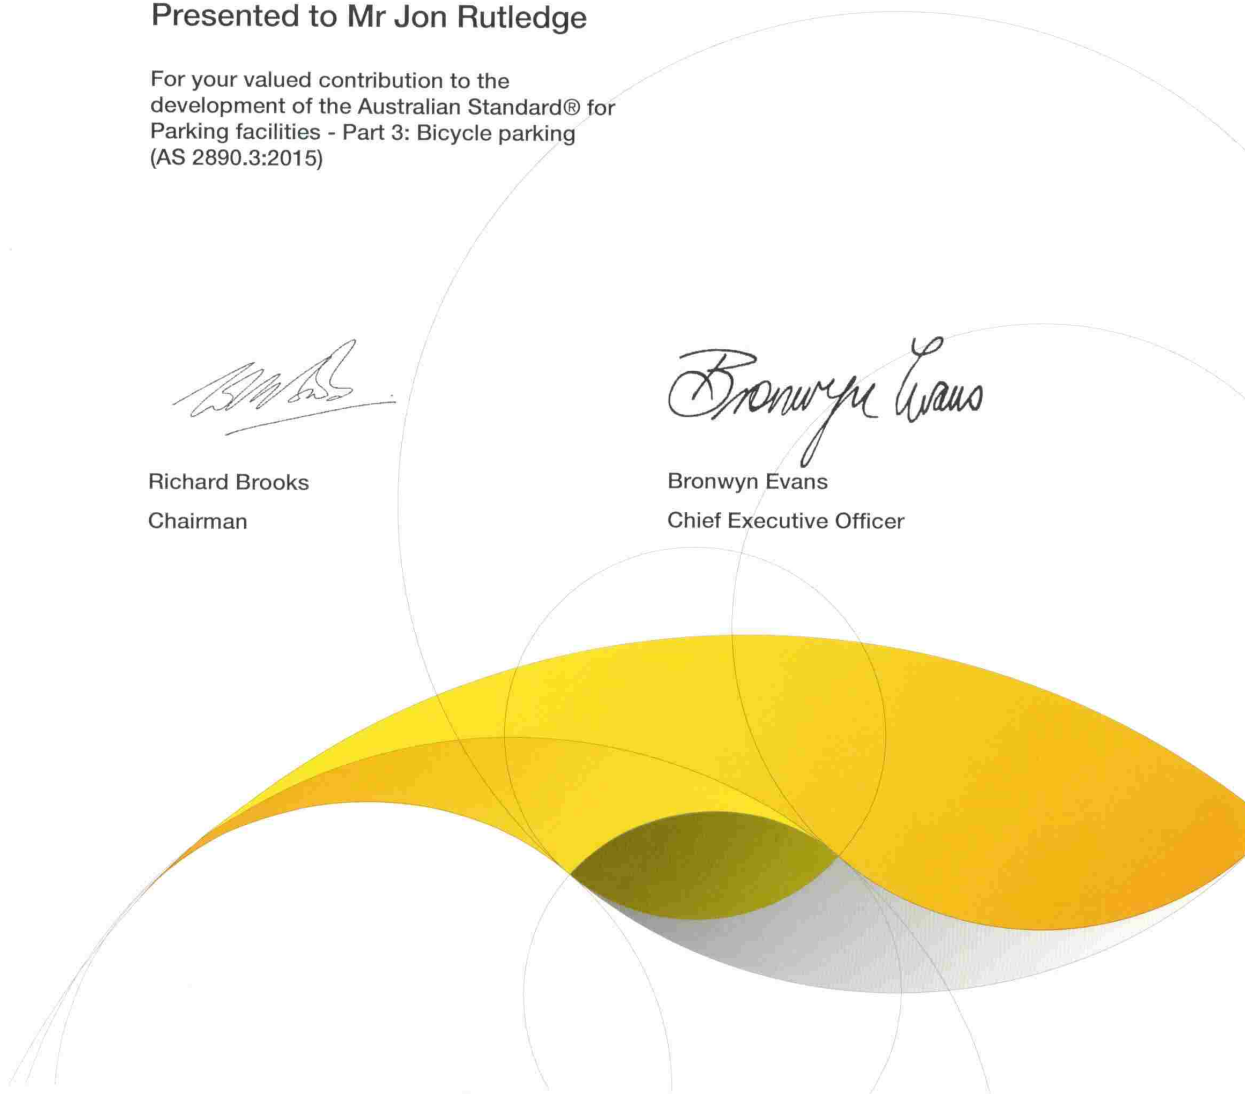 Presented to Mr Jon Rutledge
For your valued contribution to the
development of the Australian Standard® for
Parking facilities - Part 3: Bicycle parking
(AS 2890.3:2015)
Bronwyn Evans
Richard Brooks
Bronwyn Evans
Chairman
Chief Executive Officer